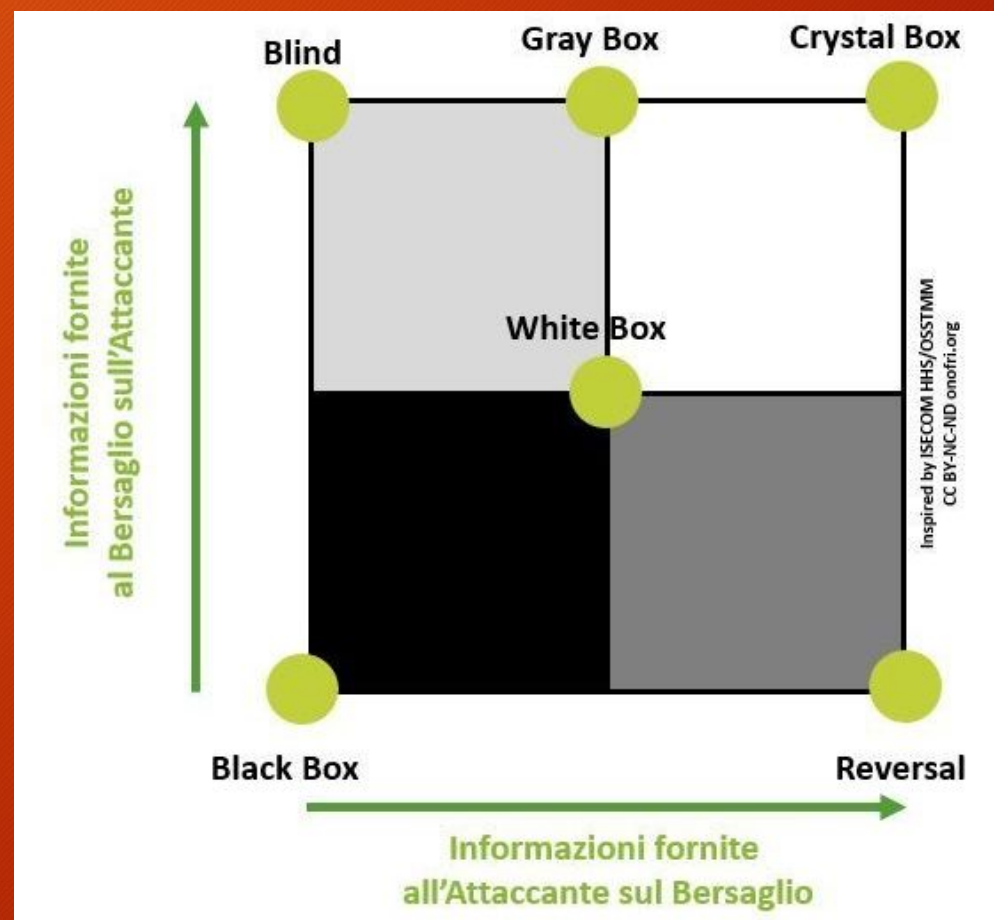 Blind
Gray Box
Crystal Box
Informazioni fornite
al Bersaglio sull'Attaccante
White Box
Inspired by ISECOM HHS/OSSTMM
CC BY-NC-ND onofri.org
Black Box
Reversal
Informazioni fornite
all'Attaccante sul Bersaglio